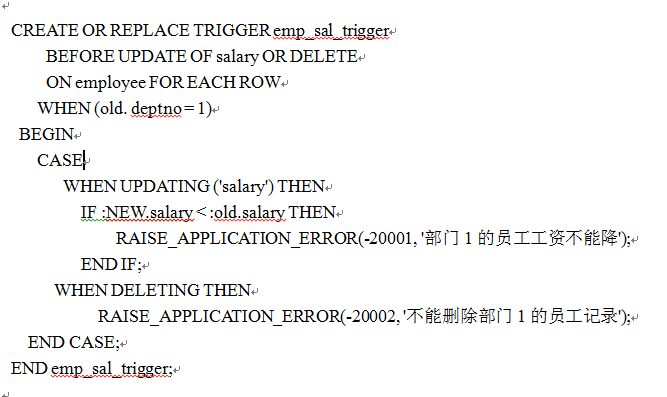 CREATE OR REPLACE TRIGGER emp_sal_trigger
BEFORE UPDATE OF salary OR DELETE
ON employee FOR EACH ROW
WHEN (old. deptno = 1)
BEGIN
CASE
WHEN UPDATING ('salary') THEN
IF :NEW.salary < :old.salary THEN
RAISE_APPLICATION_ERROR(-20001, '部门 1 的员工工资不能降');
END IF;
WHEN DELETING THEN
RAISE_APPLICATION_ERROR(-20002, '不能删除部门 1 的员工记录');
END CASE;
END emp_sal_trigger;